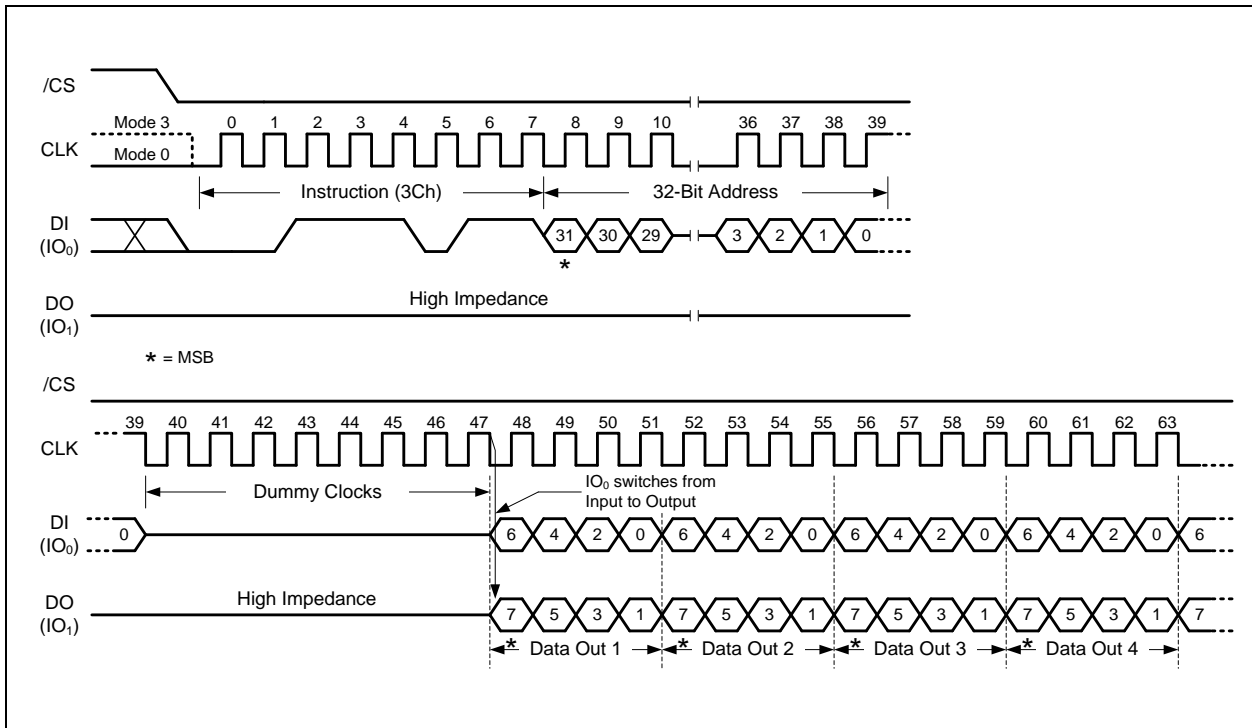 /CS
Mode 3 0 1 2 3 4 5 6 7 8 9 10 36 37 38 39
CLK
Mode 0
Instruction (3Ch) 32-Bit Address
DI
(IO₀)
31 30 29 3 2 1 0
*
High Impedance
DO
(IO₁)
* = MSB
/CS
39 40 41 42 43 44 45 46 47 48 49 50 51 52 53 54 55 56 57 58 59 60 61 62 63
CLK
Dummy Clocks
IO₀ switches from
Input to Output
DI
(IO₀)
0 6 4 2 0 6 4 2 0 6 4 2 0 6 4 2 0 6
High Impedance
DO
(IO₁)
7 5 3 1 7 5 3 1 7 5 3 1 7 5 3 1 7
* Data Out 1 * Data Out 2 * Data Out 3 * Data Out 4